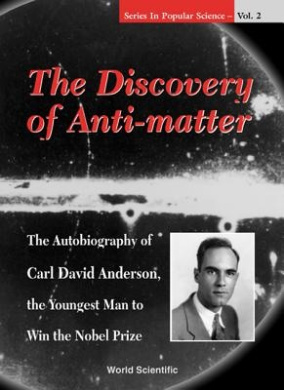 Series In Popular Science – Vol. 2
The Discovery
of Anti-matter
The Autobiography of
Carl David Anderson,
the Youngest Man to
Win the Nobel Prize
World Scientific